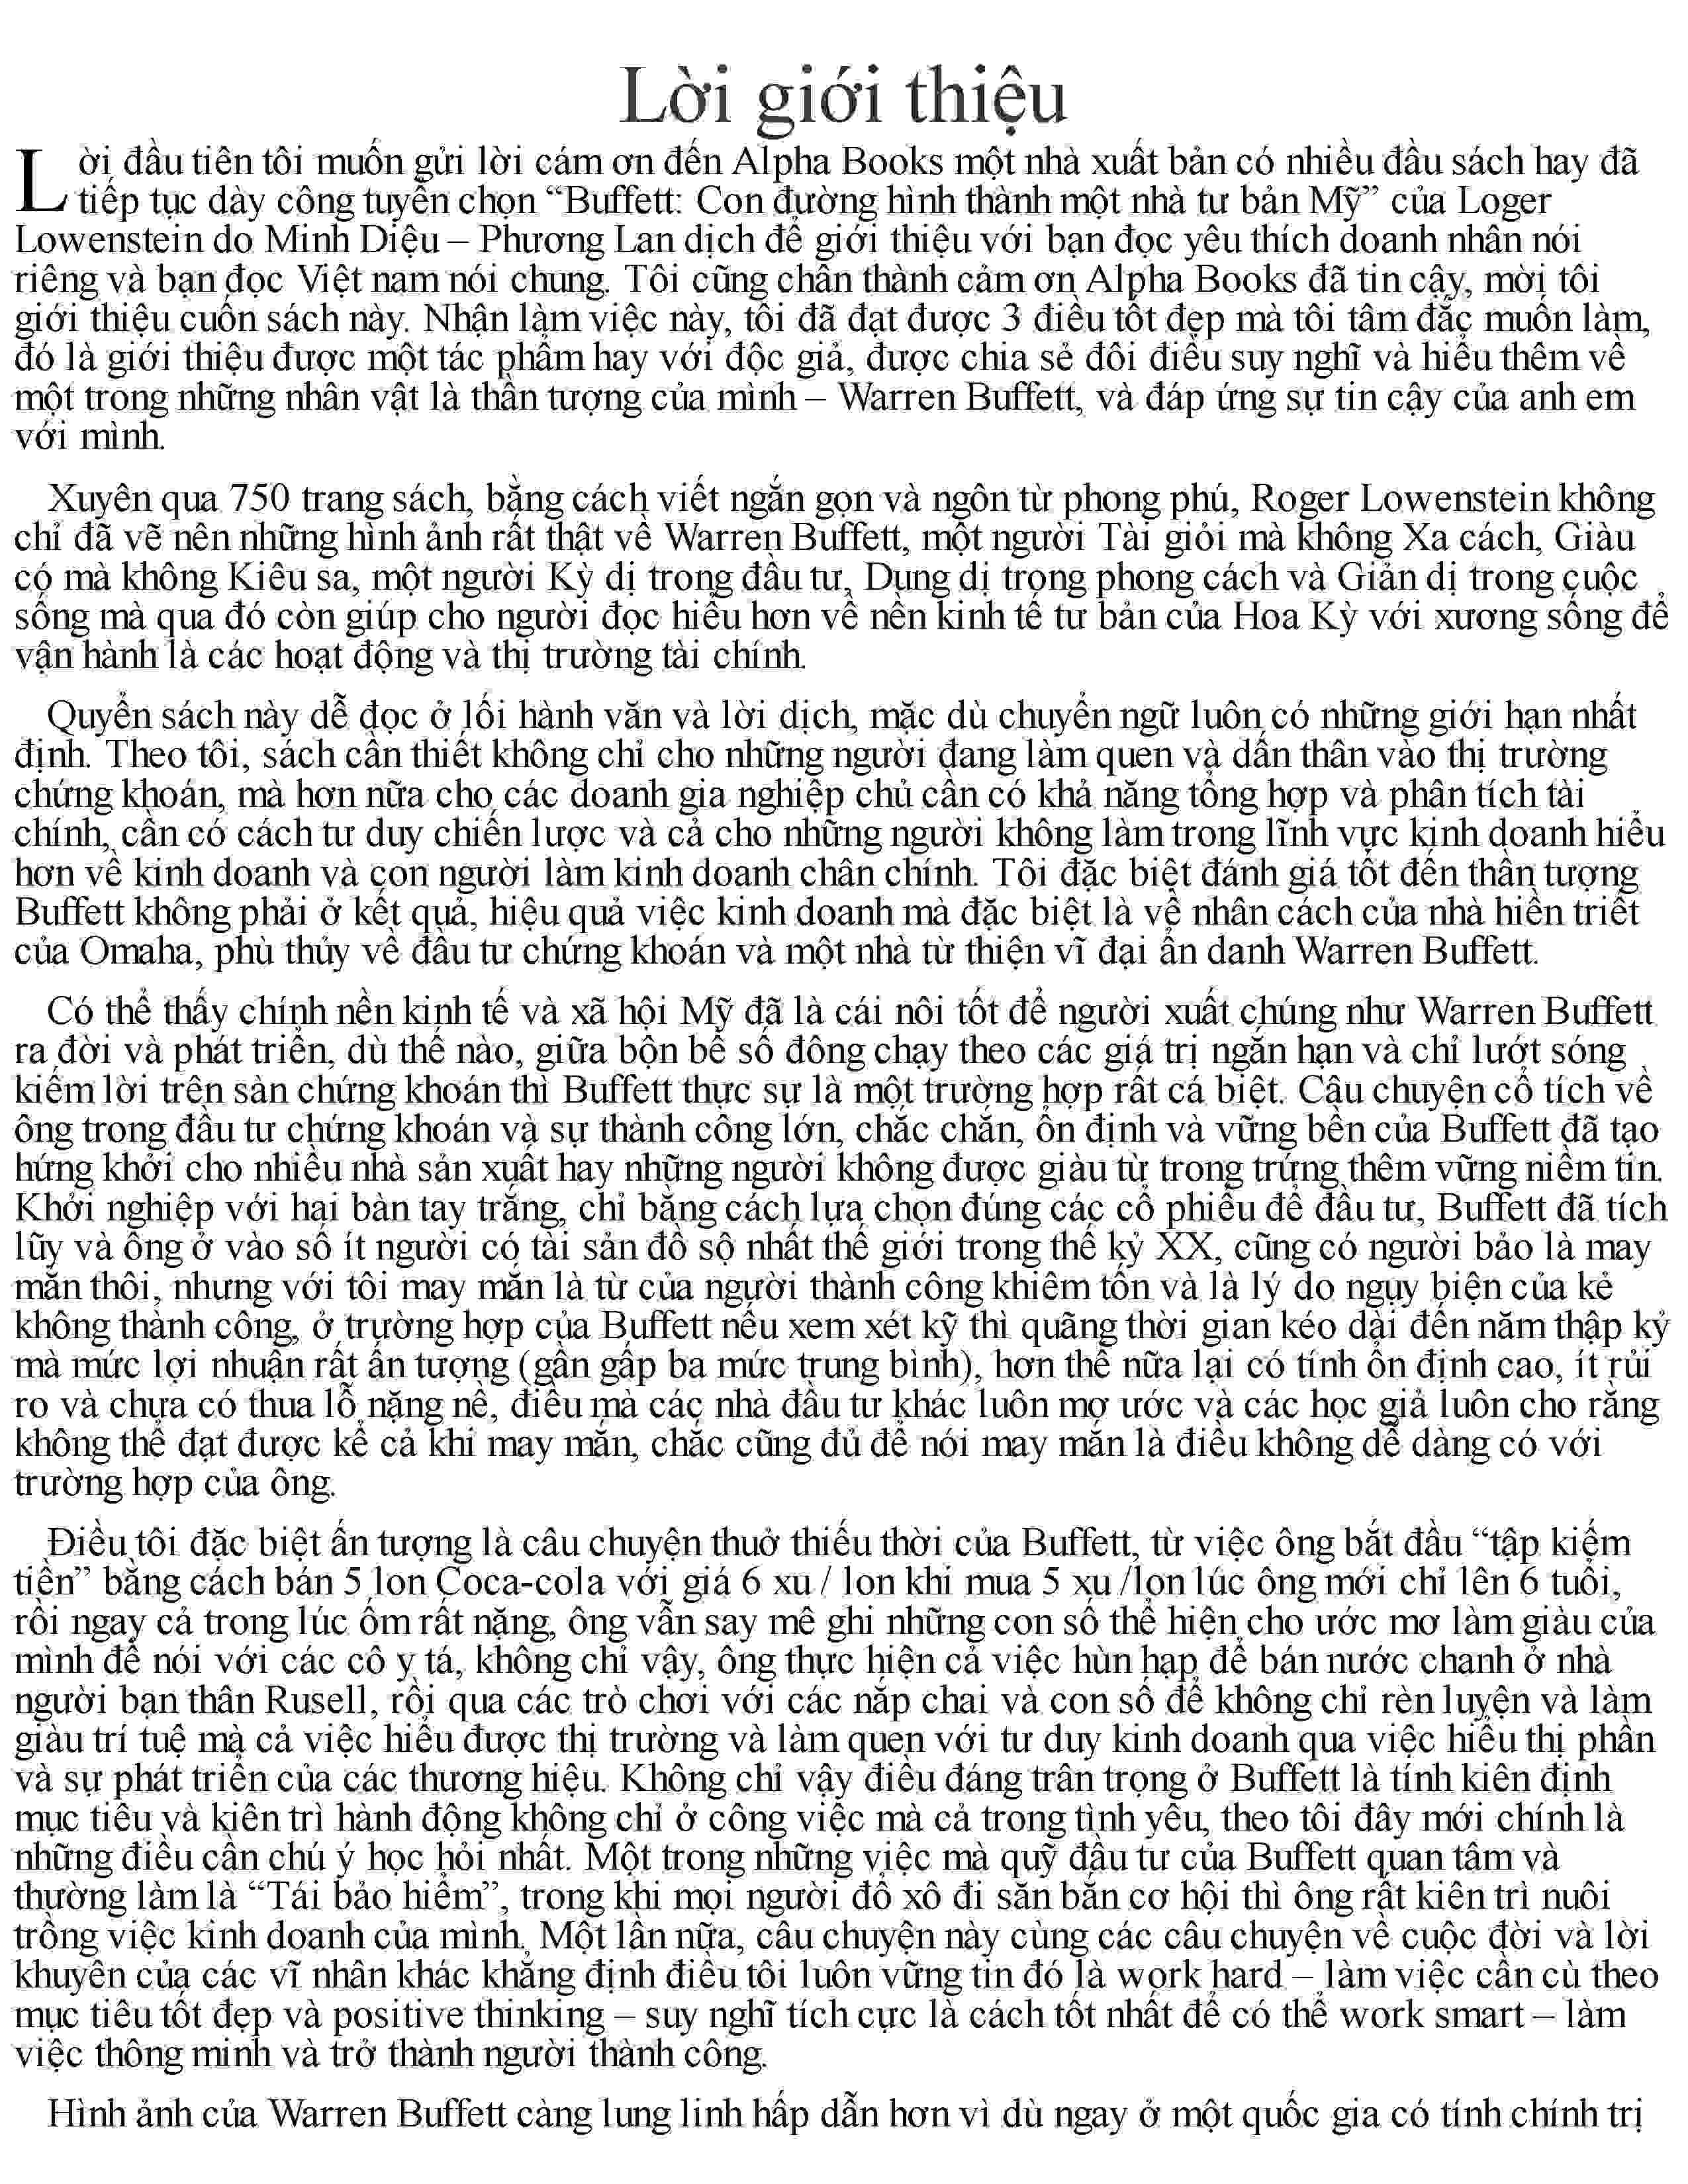 Lời giới thiệu
Lời đầu tiên tôi muốn gửi lời cám ơn đến Alpha Books một nhà xuất bản có nhiều đầu sách hay đã
tiếp tục dày công tuyển chọn “Buffett: Con đường hình thành một nhà tư bản Mỹ” của Loger
Lowenstein do Minh Diệu – Phương Lan dịch để giới thiệu với bạn đọc yêu thích doanh nhân nói
riêng và bạn đọc Việt nam nói chung. Tôi cũng chân thành cảm ơn Alpha Books đã tin cậy, mời tôi
giới thiệu cuốn sách này. Nhận làm việc này, tôi đã đạt được 3 điều tốt đẹp mà tôi tâm đắc muốn làm,
đó là giới thiệu được một tác phẩm hay với độc giả, được chia sẻ đôi điều suy nghĩ và hiểu thêm về
một trong những nhân vật là thần tượng của mình – Warren Buffett, và đáp ứng sự tin cậy của anh em
với mình.
Xuyên qua 750 trang sách, bằng cách viết ngắn gọn và ngôn từ phong phú, Roger Lowenstein không
chỉ đã vẽ nên những hình ảnh rất thật về Warren Buffett, một người Tài giỏi mà không Xa cách, Giàu
có mà không Kiêu sa, một người Kỳ dị trong đầu tư, Dung dị trong phong cách và Giản dị trong cuộc
sống mà qua đó còn giúp cho người đọc hiểu hơn về nền kinh tế tư bản của Hoa Kỳ với xương sống để
vận hành là các hoạt động và thị trường tài chính.
Quyển sách này dễ đọc ở lối hành văn và lời dịch, mặc dù chuyển ngữ luôn có những giới hạn nhất
định. Theo tôi, sách cần thiết không chỉ cho những người đang làm quen và dấn thân vào thị trường
chứng khoán, mà hơn nữa cho các doanh gia nghiệp chủ cần có khả năng tổng hợp và phân tích tài
chính, cần có cách tư duy chiến lược và cả cho những người không làm trong lĩnh vực kinh doanh hiểu
hơn về kinh doanh và con người làm kinh doanh chân chính. Tôi đặc biệt đánh giá tốt đến thần tượng
Buffett không phải ở kết quả, hiệu quả việc kinh doanh mà đặc biệt là về nhân cách của nhà hiền triết
của Omaha, phù thủy về đầu tư chứng khoán và một nhà từ thiện vĩ đại ẩn danh Warren Buffett.
Có thể thấy chính nền kinh tế và xã hội Mỹ đã là cái nôi tốt để người xuất chúng như Warren Buffett
ra đời và phát triển, dù thế nào, giữa bộn bề số đông chạy theo các giá trị ngắn hạn và chỉ lướt sóng
kiếm lời trên sàn chứng khoán thì Buffett thực sự là một trường hợp rất cá biệt. Câu chuyện cổ tích về
ông trong đầu tư chứng khoán và sự thành công lớn, chắc chắn, ổn định và vững bền của Buffett đã tạo
hứng khởi cho nhiều nhà sản xuất hay những người không được giàu từ trong trứng thêm vững niềm tin.
Khởi nghiệp với hai bàn tay trắng, chỉ bằng cách lựa chọn đúng các cổ phiếu để đầu tư, Buffett đã tích
lũy và ông ở vào số ít người có tài sản đồ sộ nhất thế giới trong thế kỷ XX, cũng có người bảo là may
mắn thôi, nhưng với tôi may mắn là từ của người thành công khiêm tốn và là lý do ngụy biện của kẻ
không thành công, ở trường hợp của Buffett nếu xem xét kỹ thì quãng thời gian kéo dài đến năm thập kỷ
mà mức lợi nhuận rất ấn tượng (gần gấp ba mức trung bình), hơn thế nữa lại có tính ổn định cao, ít rủi
ro và chưa có thua lỗ nặng nề, điều mà các nhà đầu tư khác luôn mơ ước và các học giả luôn cho rằng
không thể đạt được kể cả khi may mắn, chắc cũng đủ để nói may mắn là điều không dễ dàng có với
trường hợp của ông.
Điều tôi đặc biệt ấn tượng là câu chuyện thuở thiếu thời của Buffett, từ việc ông bắt đầu “tập kiếm
tiền” bằng cách bán 5 lon Coca-cola với giá 6 xu / lon khi mua 5 xu /lon lúc ông mới chỉ lên 6 tuổi,
rồi ngay cả trong lúc ốm rất nặng, ông vẫn say mê ghi những con số thể hiện cho ước mơ làm giàu của
mình để nói với các cô y tá, không chỉ vậy, ông thực hiện cả việc hùn hạp để bán nước chanh ở nhà
người bạn thân Rusell, rồi qua các trò chơi với các nắp chai và con số để không chỉ rèn luyện và làm
giàu trí tuệ mà cả việc hiểu được thị trường và làm quen với tư duy kinh doanh qua việc hiểu thị phần
và sự phát triển của các thương hiệu. Không chỉ vậy điều đáng trân trọng ở Buffett là tính kiên định
mục tiêu và kiên trì hành động không chỉ ở công việc mà cả trong tình yêu, theo tôi đây mới chính là
những điều cần chú ý học hỏi nhất. Một trong những việc mà quỹ đầu tư của Buffett quan tâm và
thường làm là “Tái bảo hiểm”, trong khi mọi người đổ xô đi săn bắn cơ hội thì ông rất kiên trì nuôi
trồng việc kinh doanh của mình. Một lần nữa, câu chuyện này cùng các câu chuyện về cuộc đời và lời
khuyên của các vĩ nhân khác khẳng định điều tôi luôn vững tin đó là work hard – làm việc cần cù theo
mục tiêu tốt đẹp và positive thinking – suy nghĩ tích cực là cách tốt nhất để có thể work smart – làm
việc thông minh và trở thành người thành công.
Hình ảnh của Warren Buffett càng lung linh hấp dẫn hơn vì dù ngay ở một quốc gia có tính chính trị